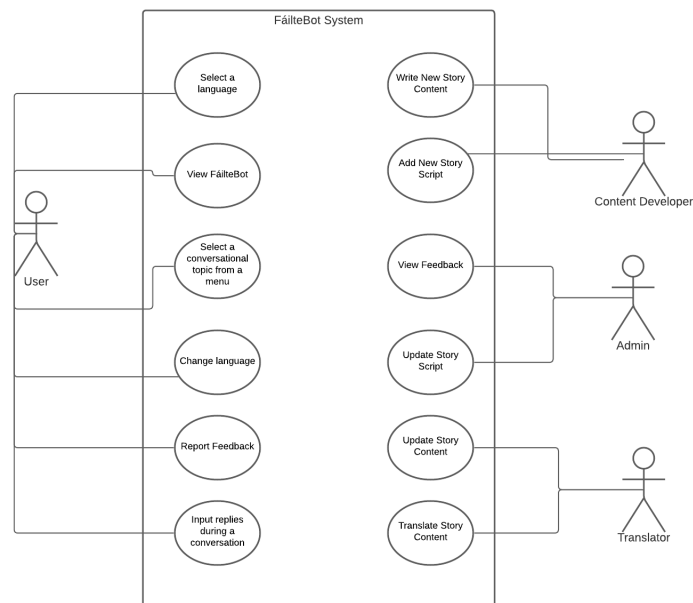 FáilteBot System
Select a
language
View FáilteBot
Select a
conversational
topic from a
menu
Change language
Report Feedback
Input replies
during a
conversation
Write New Story
Content
Add New Story
Script
View Feedback
Update Story
Script
Update Story
Content
Translate Story
Content
User
Content Developer
Admin
Translator